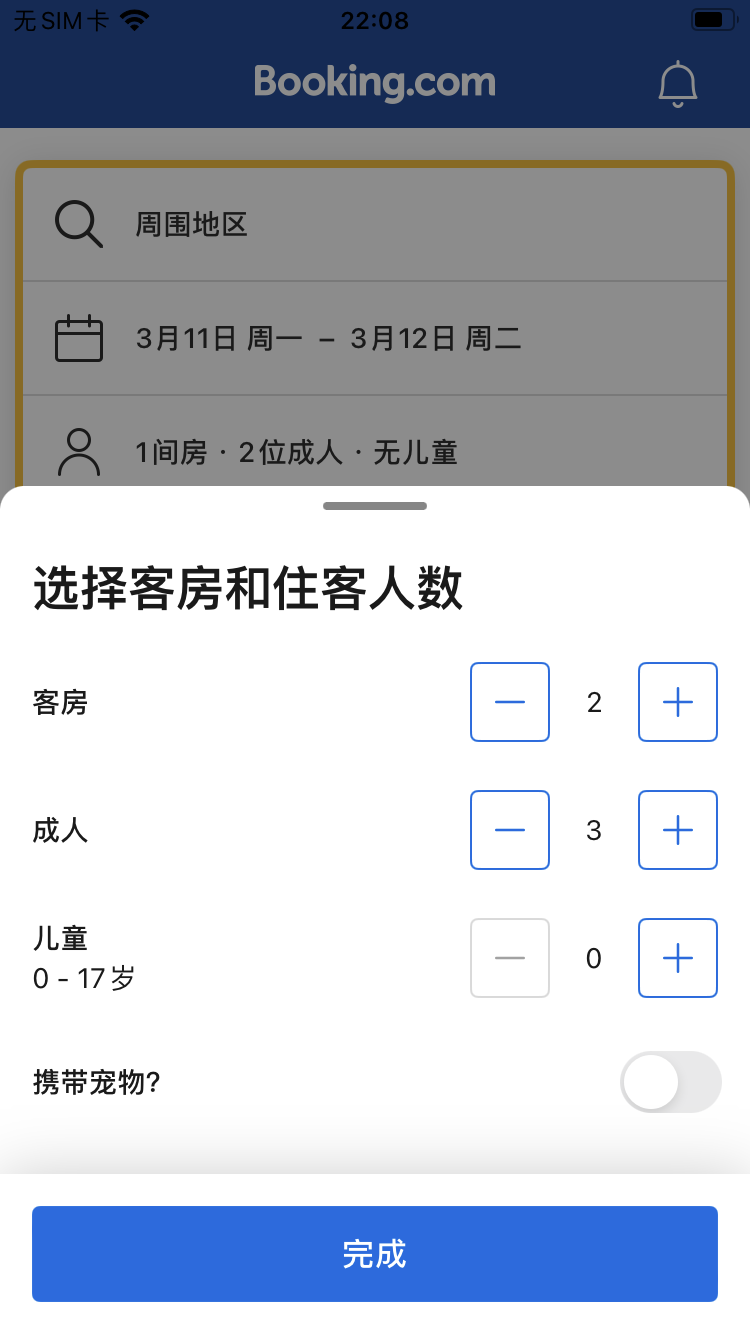 无SIM卡
22:08
Booking.com
周围地区
3月11日 周一 – 3月12日 周二
1间房 · 2位成人 · 无儿童
选择客房和住客人数
客房
2
成人
3
儿童
0 - 17岁
0
携带宠物?
完成